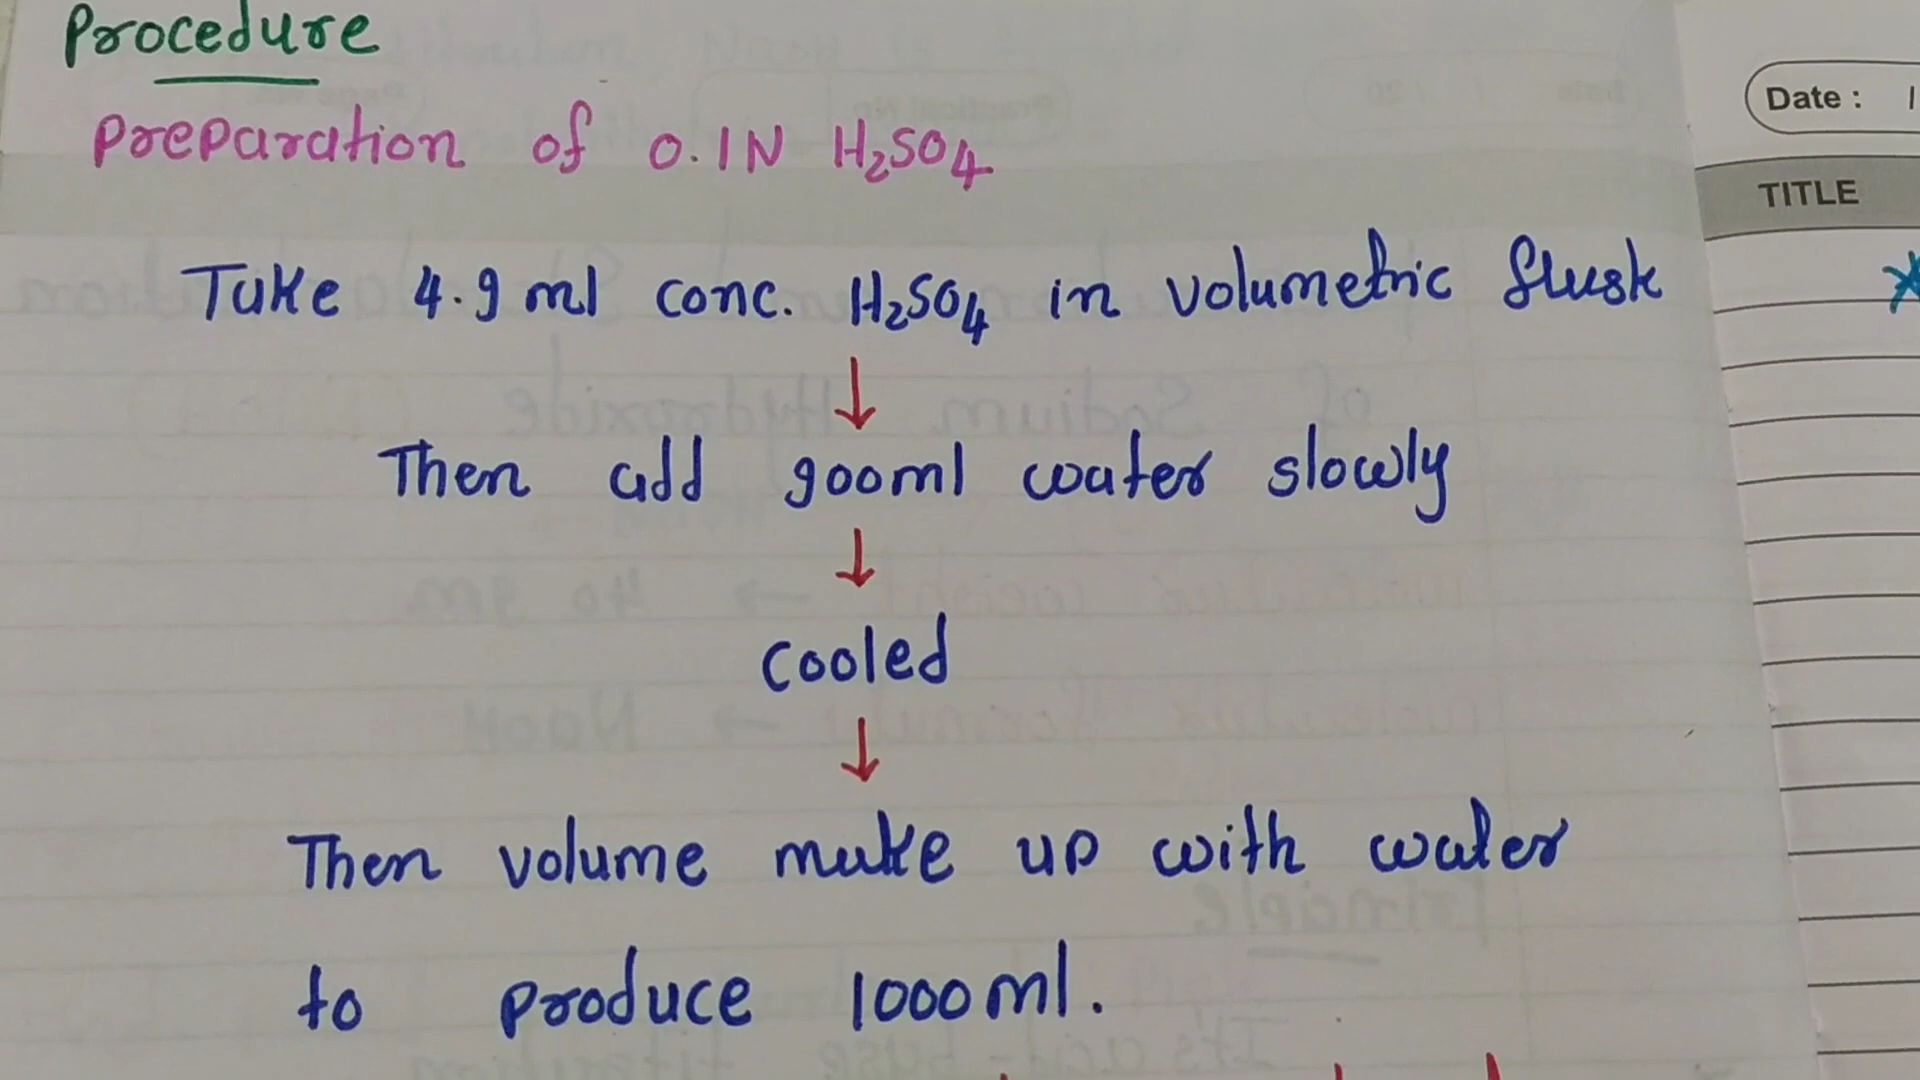 Procedure
Preparation of 0.1N H₂SO₄
Date : /
TITLE
Take 4.9 ml conc. H₂SO₄ in volumetric flask
↓
Then add 900ml water slowly
↓
cooled
↓
Then volume make up with water
to produce 1000ml.